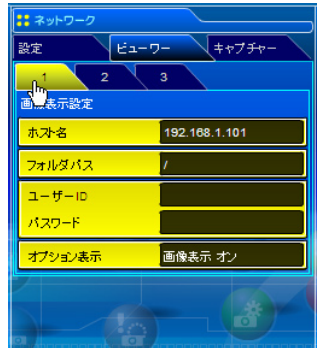 ネットワーク
設定 ビューワー キャプチャー
1 2 3
画像表示設定
ホスト名 192.168.1.101
フォルダパス /
ユーザーID
パスワード
オプション表示 画像表示 オン